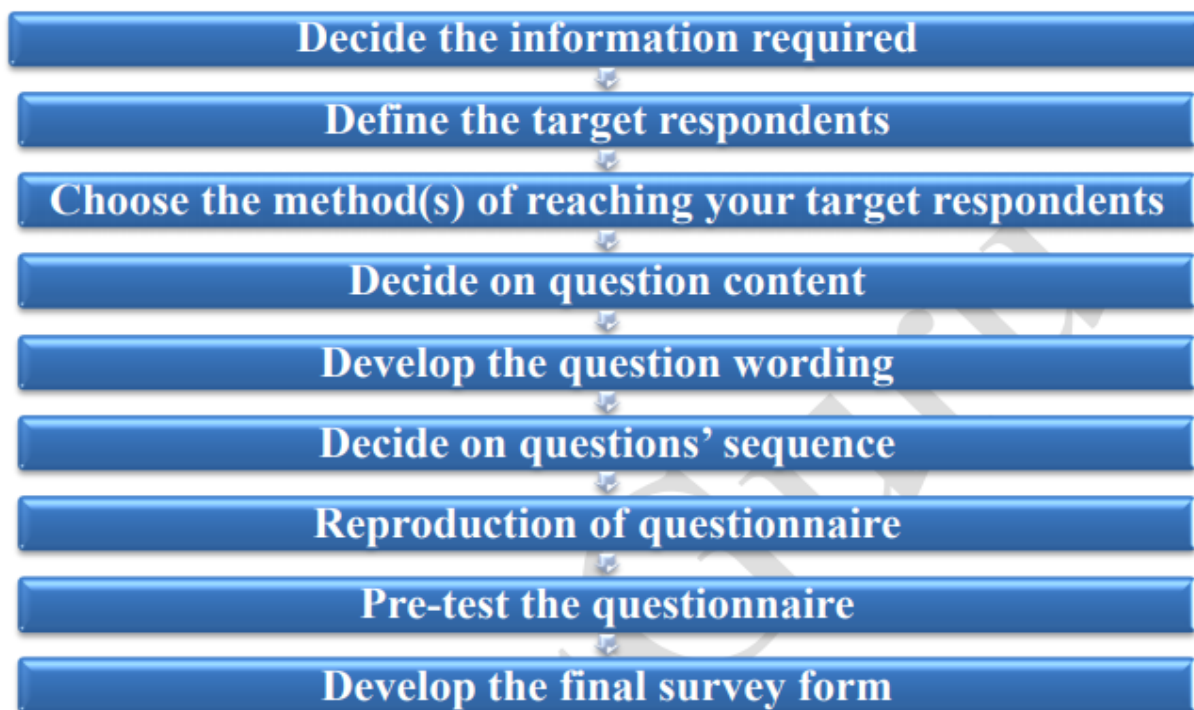 Decide the information required
Define the target respondents
Choose the method(s) of reaching your target respondents
Decide on question content
Develop the question wording
Decide on questions’ sequence
Reproduction of questionnaire
Pre-test the questionnaire
Develop the final survey form